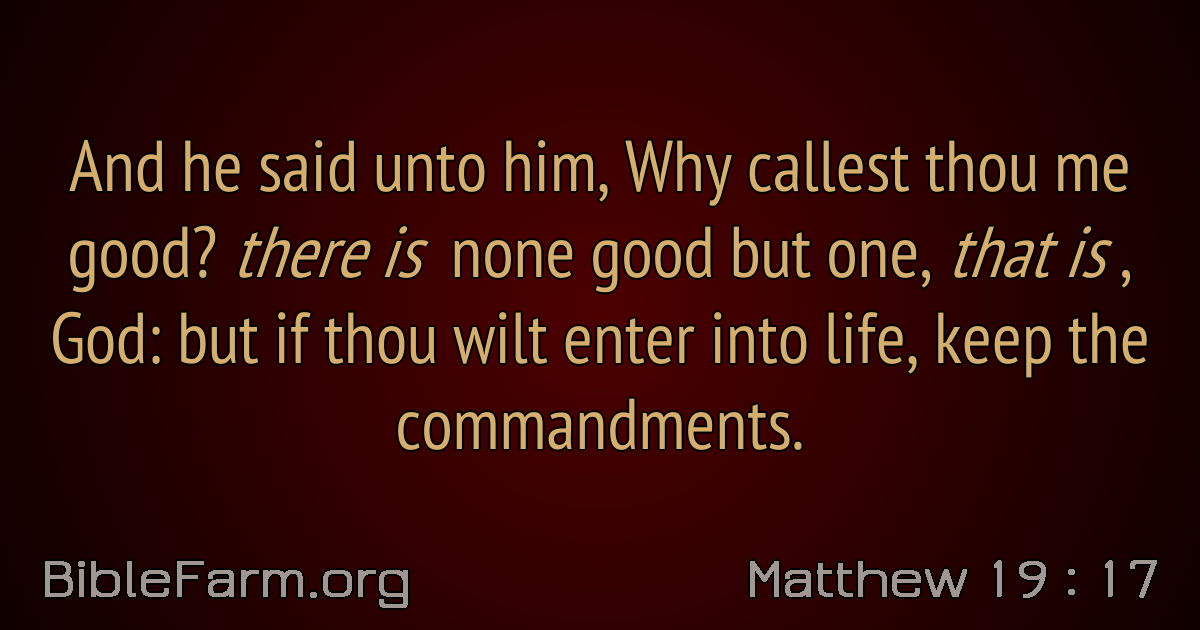 And he said unto him, Why callest thou me
good? there is none good but one, that is ,
God: but if thou wilt enter into life, keep the
commandments.
BibleFarm.org
Matthew 19 : 17